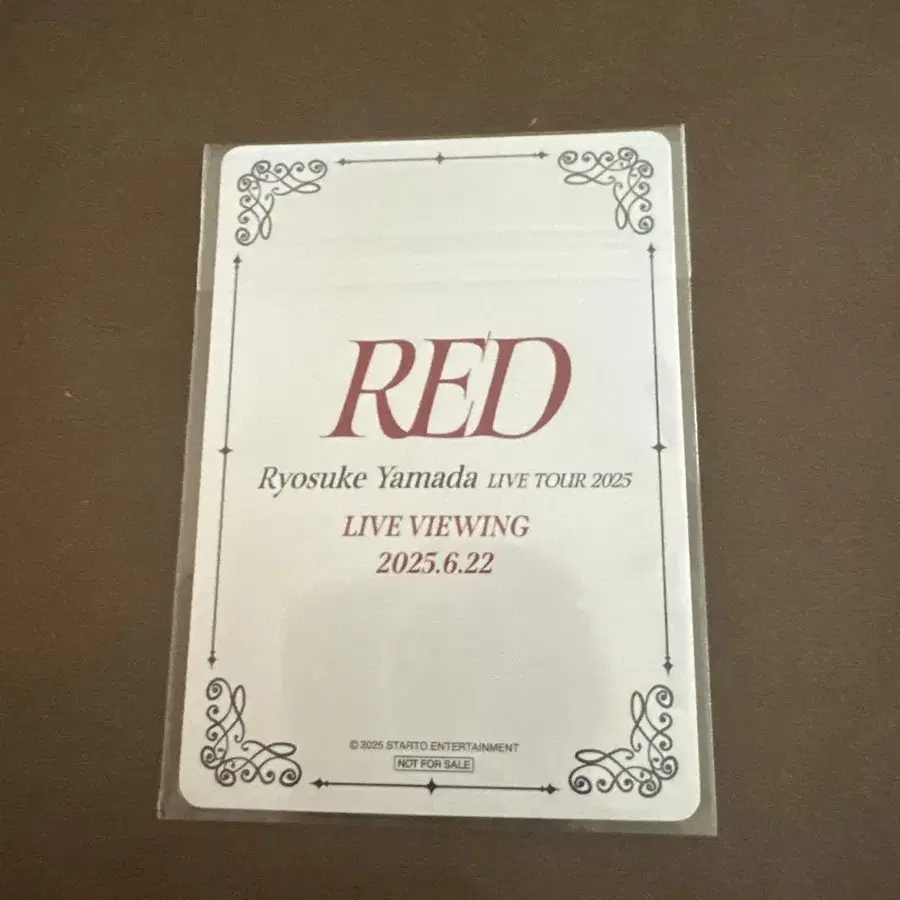 RED
Ryosuke Yamada LIVE TOUR 2025
LIVE VIEWING
2025.6.22
© 2025 STARTO ENTERTAINMENT
NOT FOR SALE